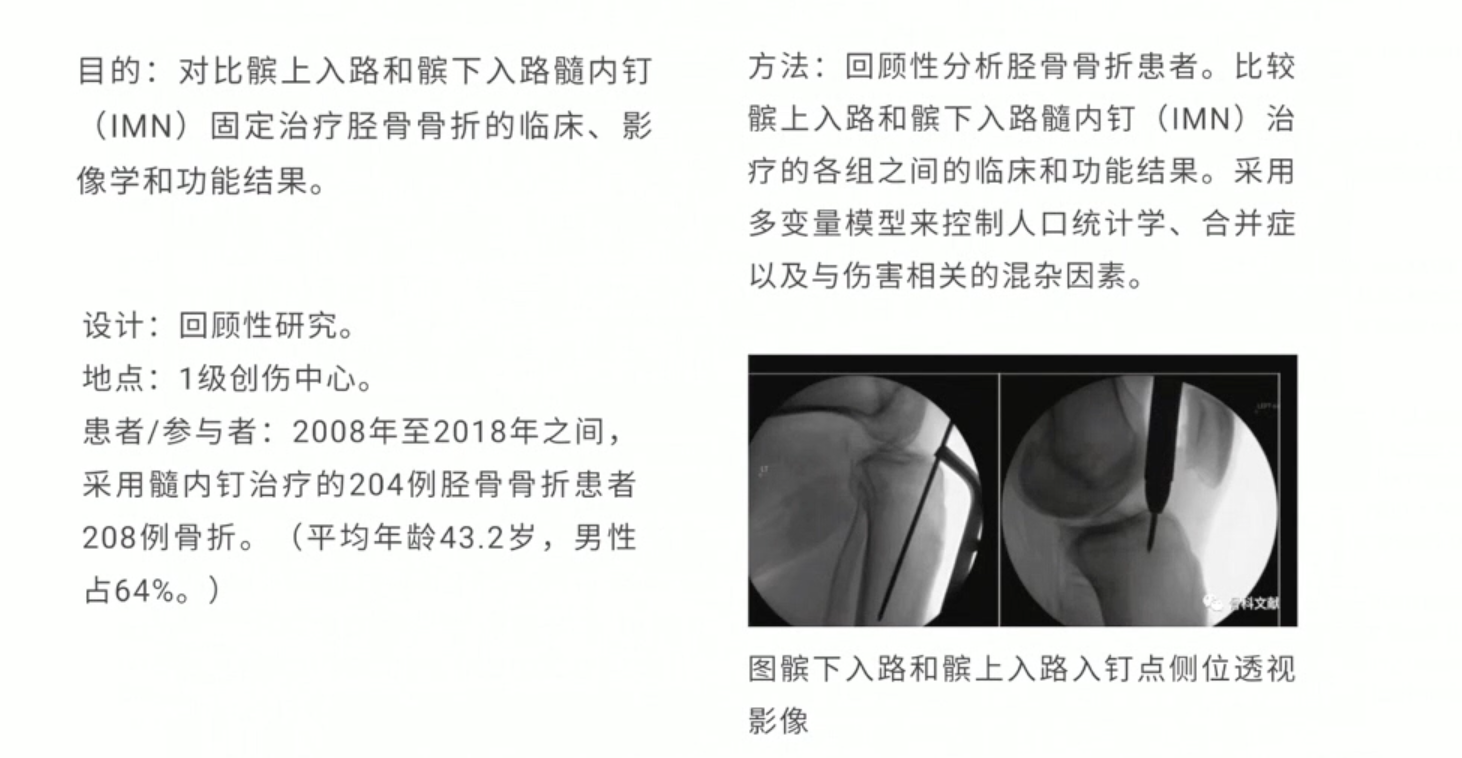 目的：对比髌上入路和髌下入路髓内钉
（IMN）固定治疗胫骨骨折的临床、影
像学和功能结果。
设计：回顾性研究。
地点：1级创伤中心。
患者/参与者：2008年至2018年之间，
采用髓内钉治疗的204例胫骨骨折患者
208例骨折。（平均年龄43.2岁，男性
占64%。）
方法：回顾性分析胫骨骨折患者。比较
髌上入路和髌下入路髓内钉（IMN）治
疗的各组之间的临床和功能结果。采用
多变量模型来控制人口统计学、合并症
以及与伤害相关的混杂因素。
LT
骨科文献
图髌下入路和髌上入路入钉点侧位透视
影像